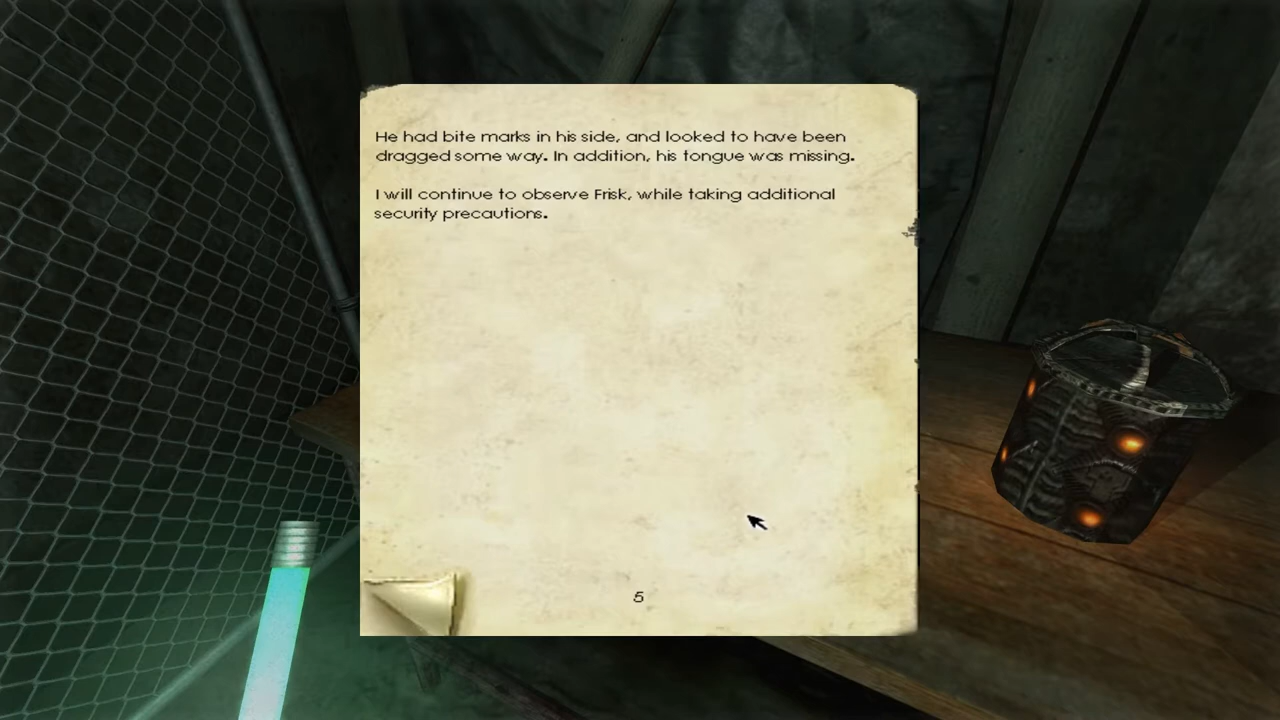 He had bite marks in his side, and looked to have been
dragged some way. In addition, his tongue was missing.
I will continue to observe Frisk, while taking additional
security precautions.
5